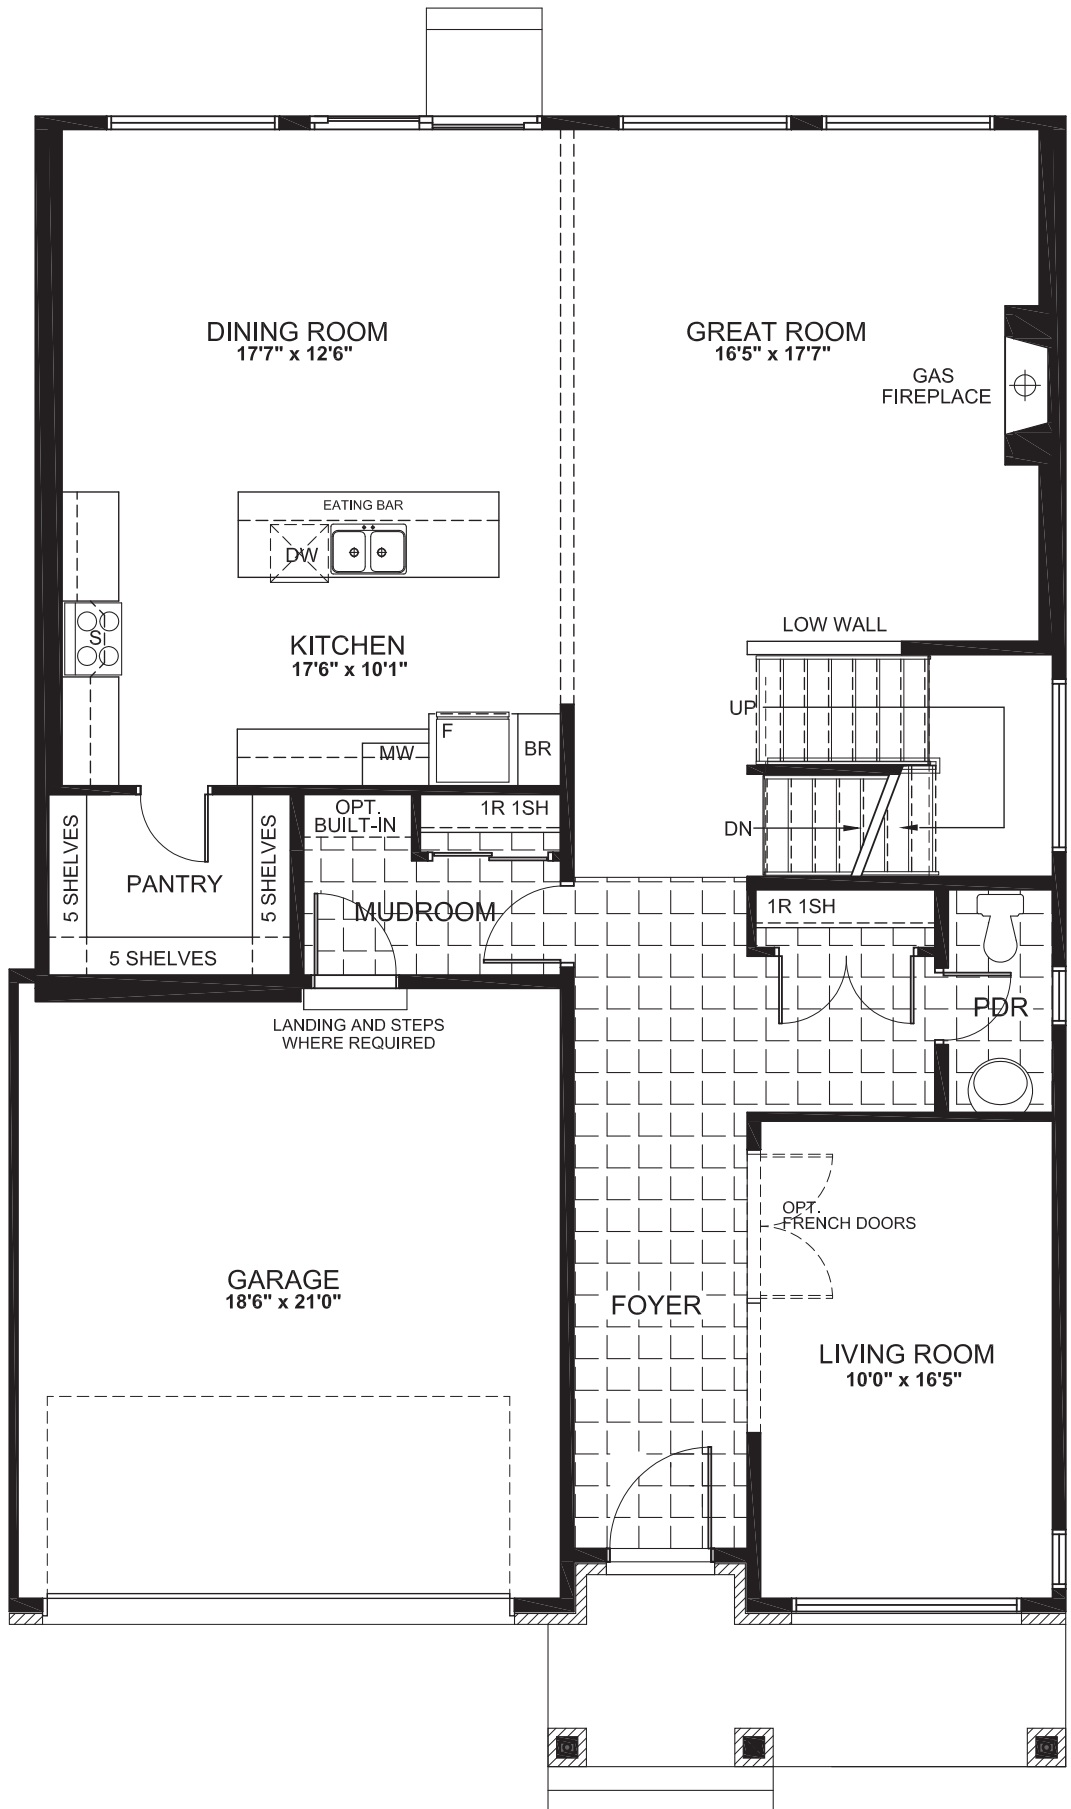 DINING ROOM
17'7" x 12'6"
GREAT ROOM
16'5" x 17'7"
GAS
FIREPLACE
EATING BAR
DW
SI
KITCHEN
17'6" x 10'1"
LOW WALL
UP
F
MW
BR
OPT.
BUILT-IN
1R 1SH
DN
5 SHELVES
PANTRY
5 SHELVES
5 SHELVES
MUDROOM
1R 1SH
PDR
LANDING AND STEPS
WHERE REQUIRED
OPT.
FRENCH DOORS
GARAGE
18'6" x 21'0"
FOYER
LIVING ROOM
10'0" x 16'5"